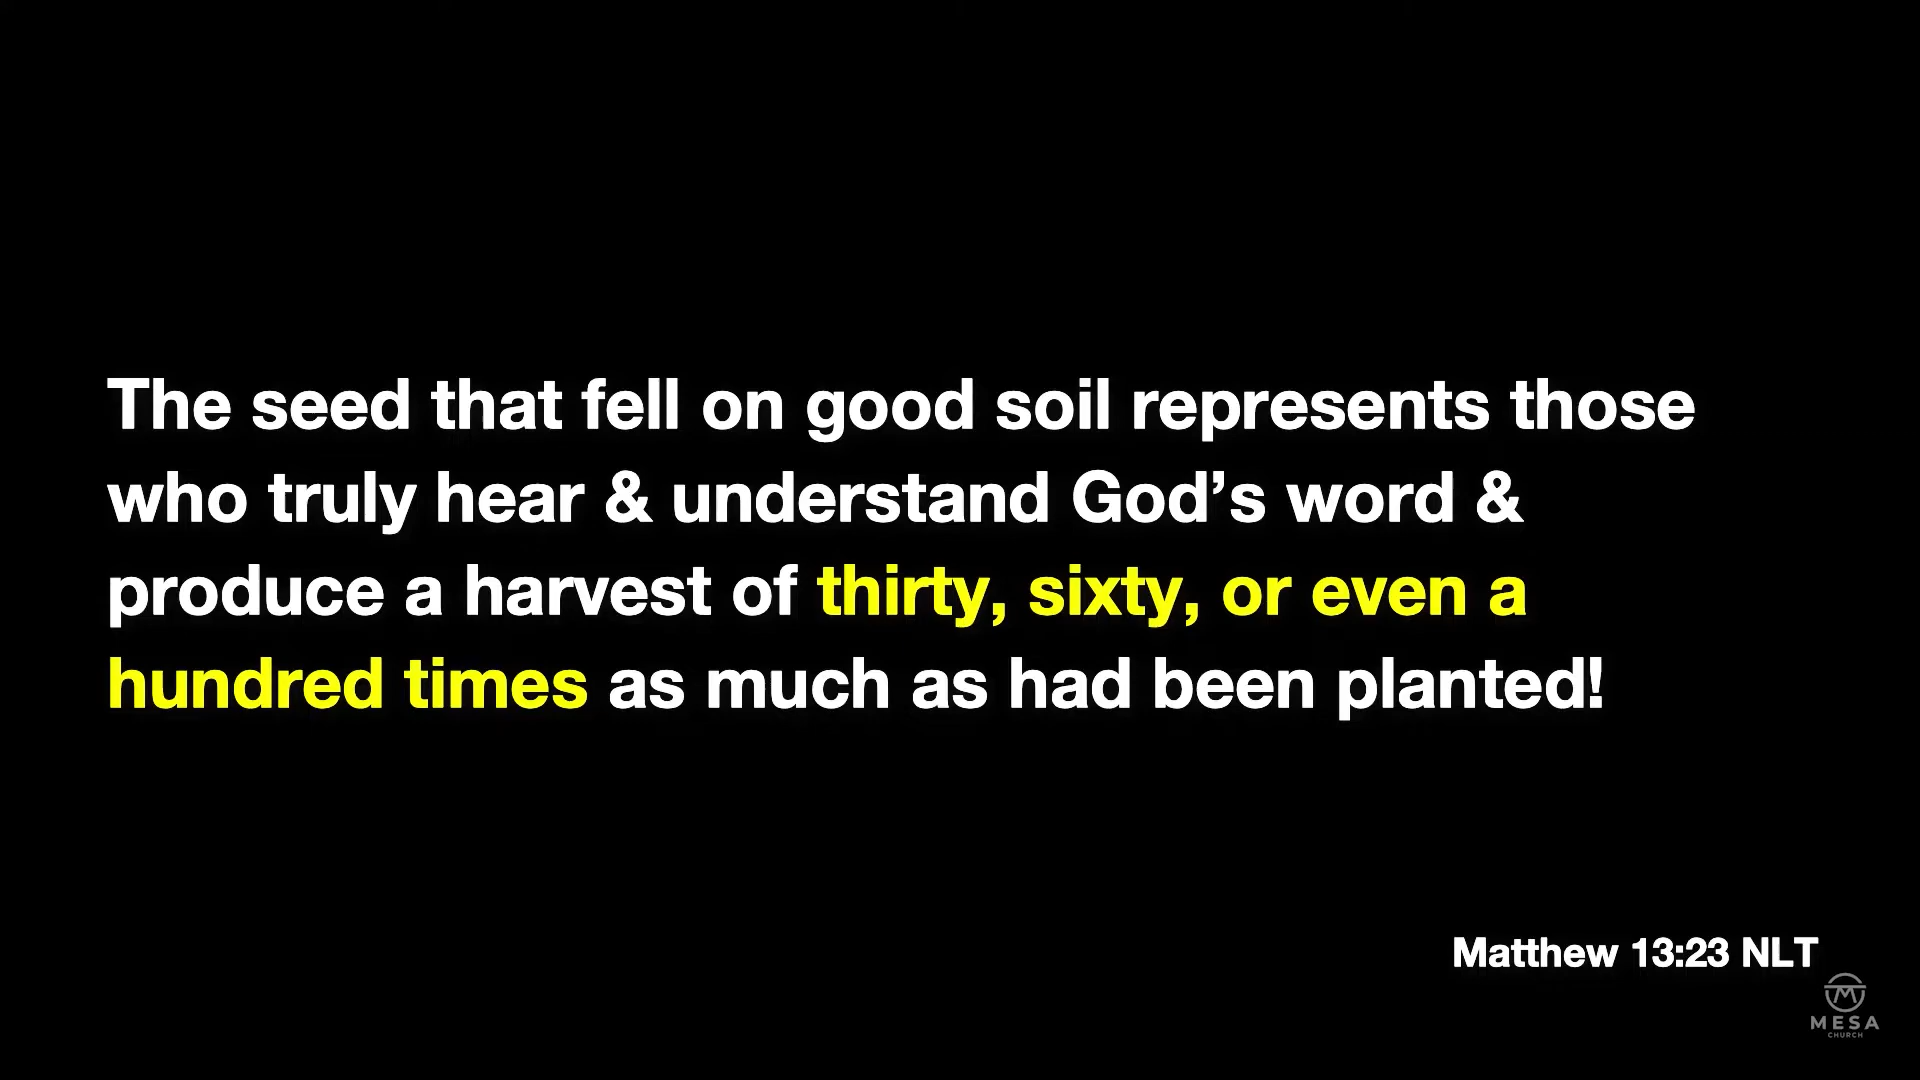 The seed that fell on good soil represents those
who truly hear & understand God’s word &
produce a harvest of thirty, sixty, or even a
hundred times as much as had been planted!
Matthew 13:23 NLT
MESA
CHURCH